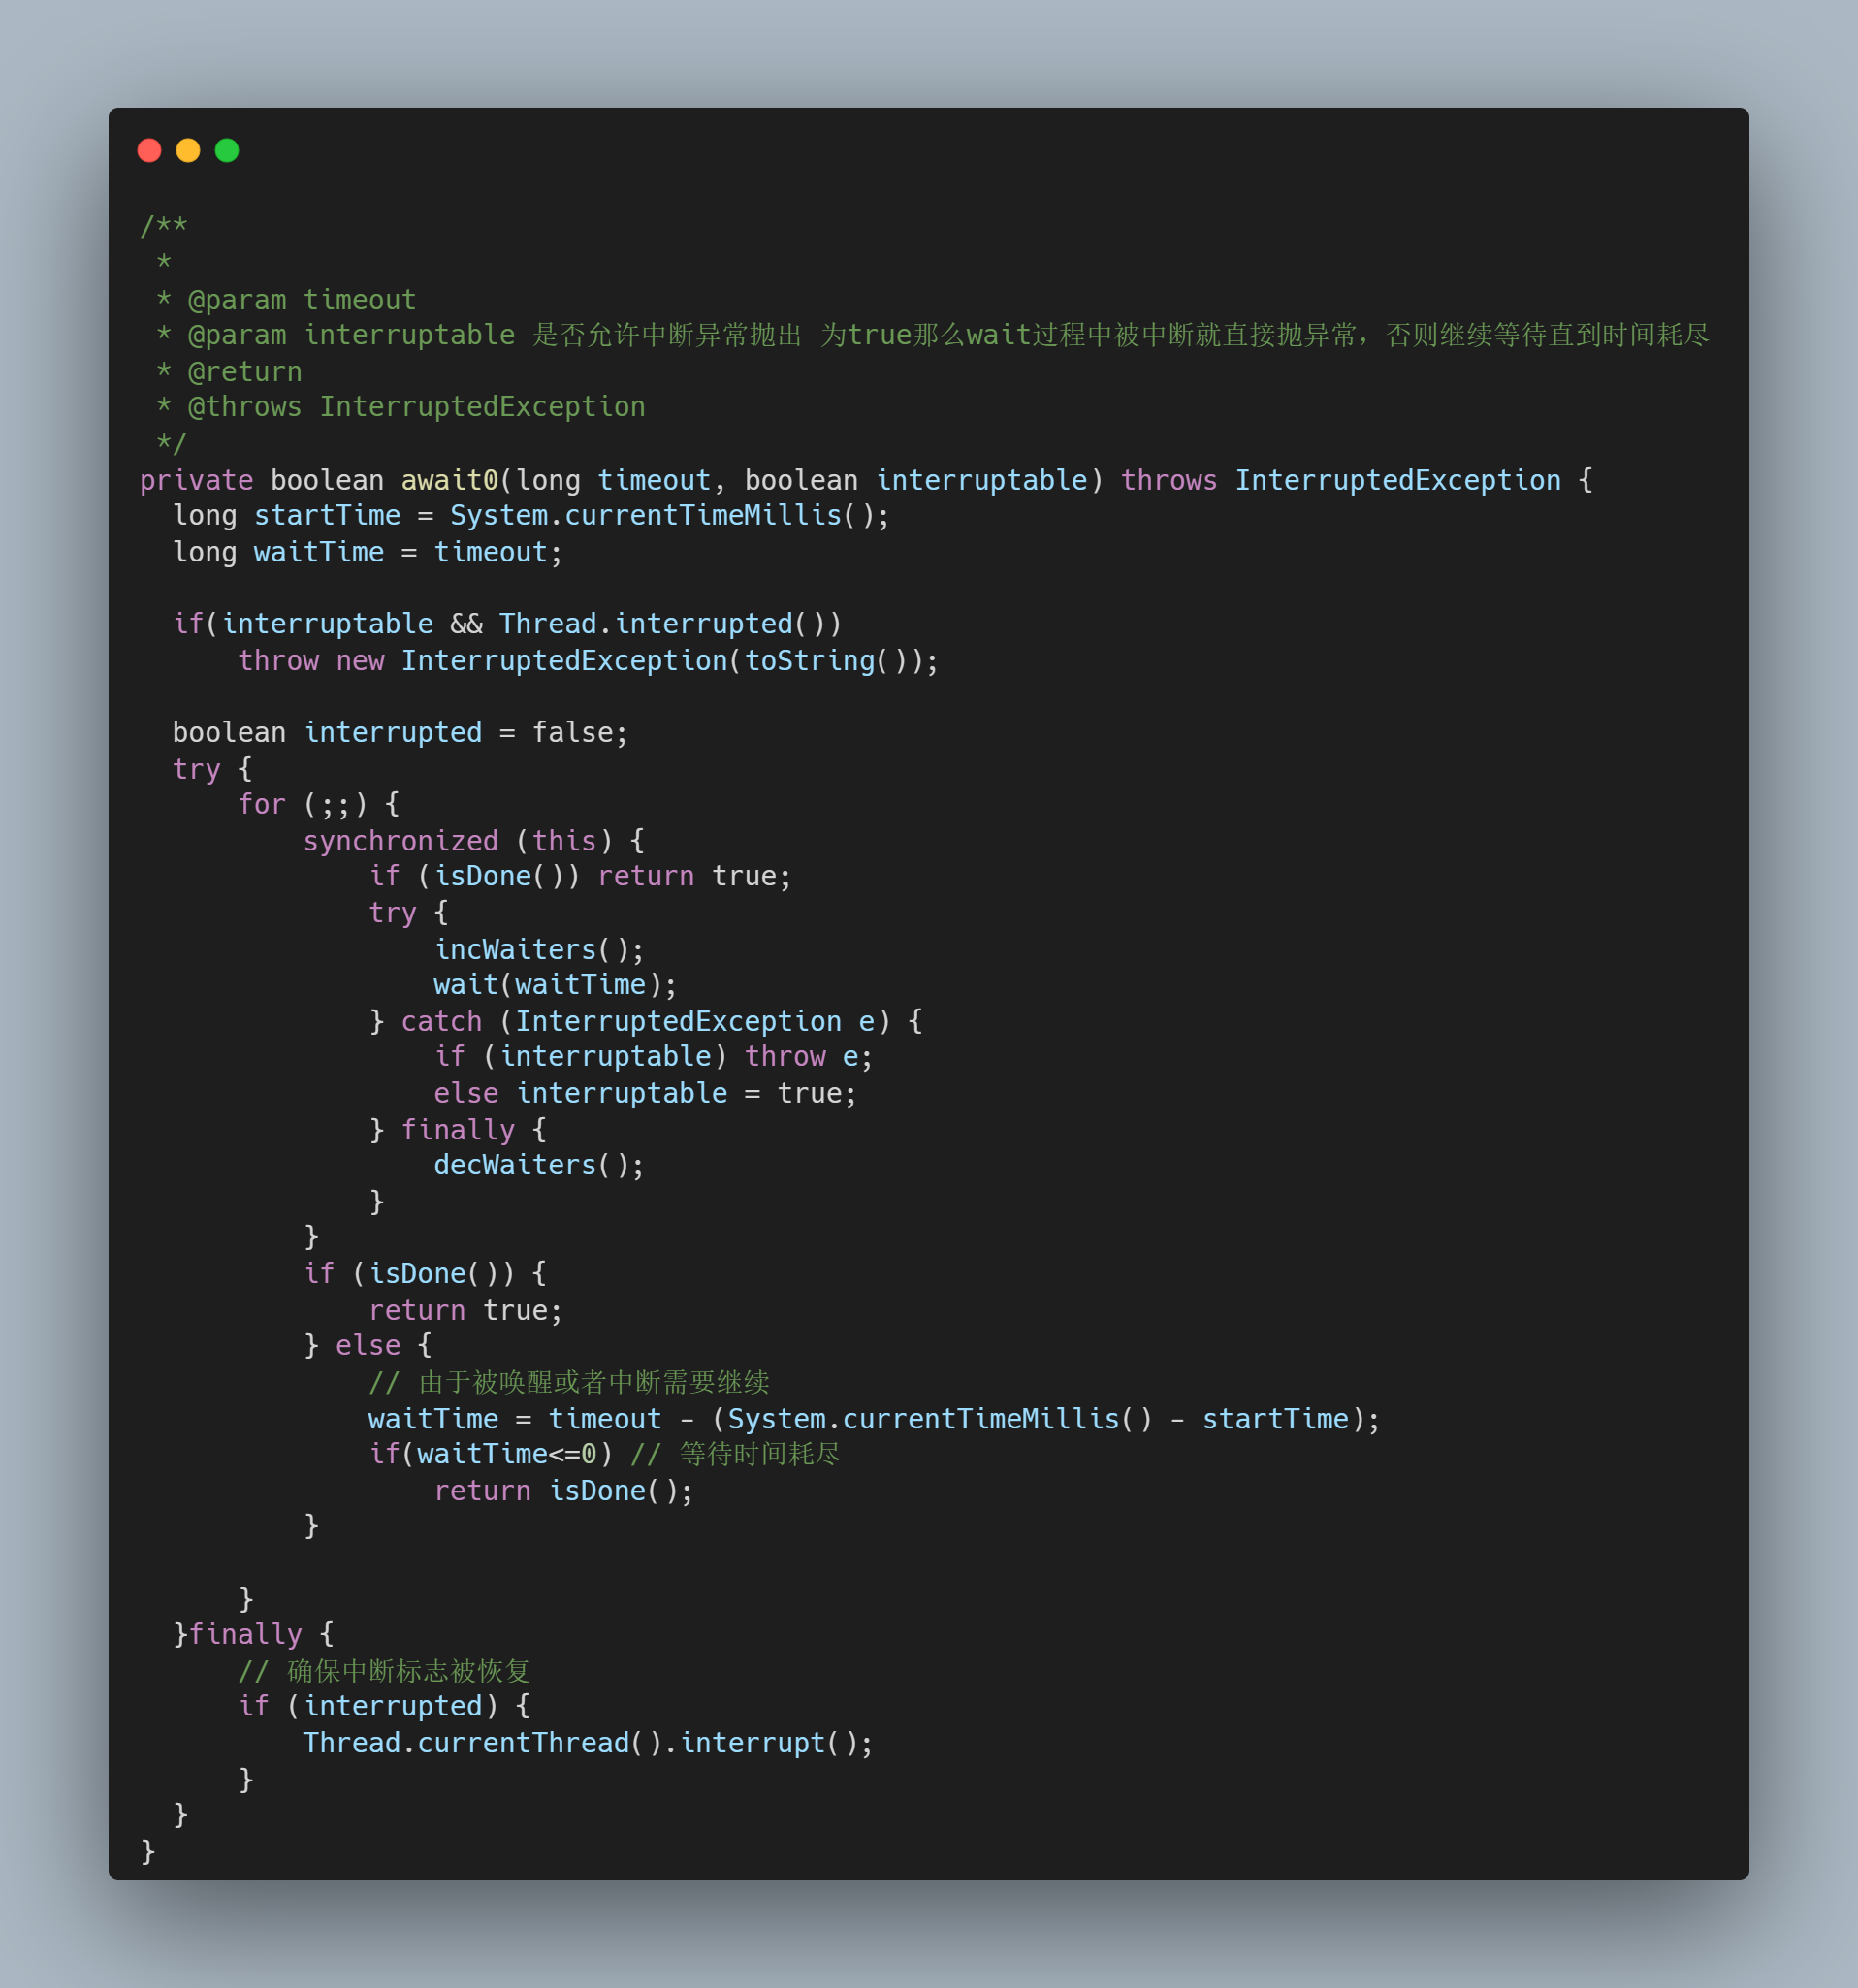 /**
 *
 * @param timeout
 * @param interruptable 是否允许中断异常抛出 为true那么wait过程中被中断就直接抛异常，否则继续等待直到时间耗尽
 * @return
 * @throws InterruptedException
 */
private boolean await0(long timeout, boolean interruptable) throws InterruptedException {
  long startTime = System.currentTimeMillis();
  long waitTime = timeout;

  if(interruptable && Thread.interrupted())
      throw new InterruptedException(toString());

  boolean interrupted = false;
  try {
      for (;;) {
          synchronized (this) {
              if (isDone()) return true;
              try {
                  incWaiters();
                  wait(waitTime);
              } catch (InterruptedException e) {
                  if (interruptable) throw e;
                  else interruptable = true;
              } finally {
                  decWaiters();
              }
          }
          if (isDone()) {
              return true;
          } else {
              // 由于被唤醒或者中断需要继续
              waitTime = timeout - (System.currentTimeMillis() - startTime);
              if(waitTime<=0) // 等待时间耗尽
                  return isDone();
          }

      }
  }finally {
      // 确保中断标志被恢复
      if (interrupted) {
          Thread.currentThread().interrupt();
      }
  }
}